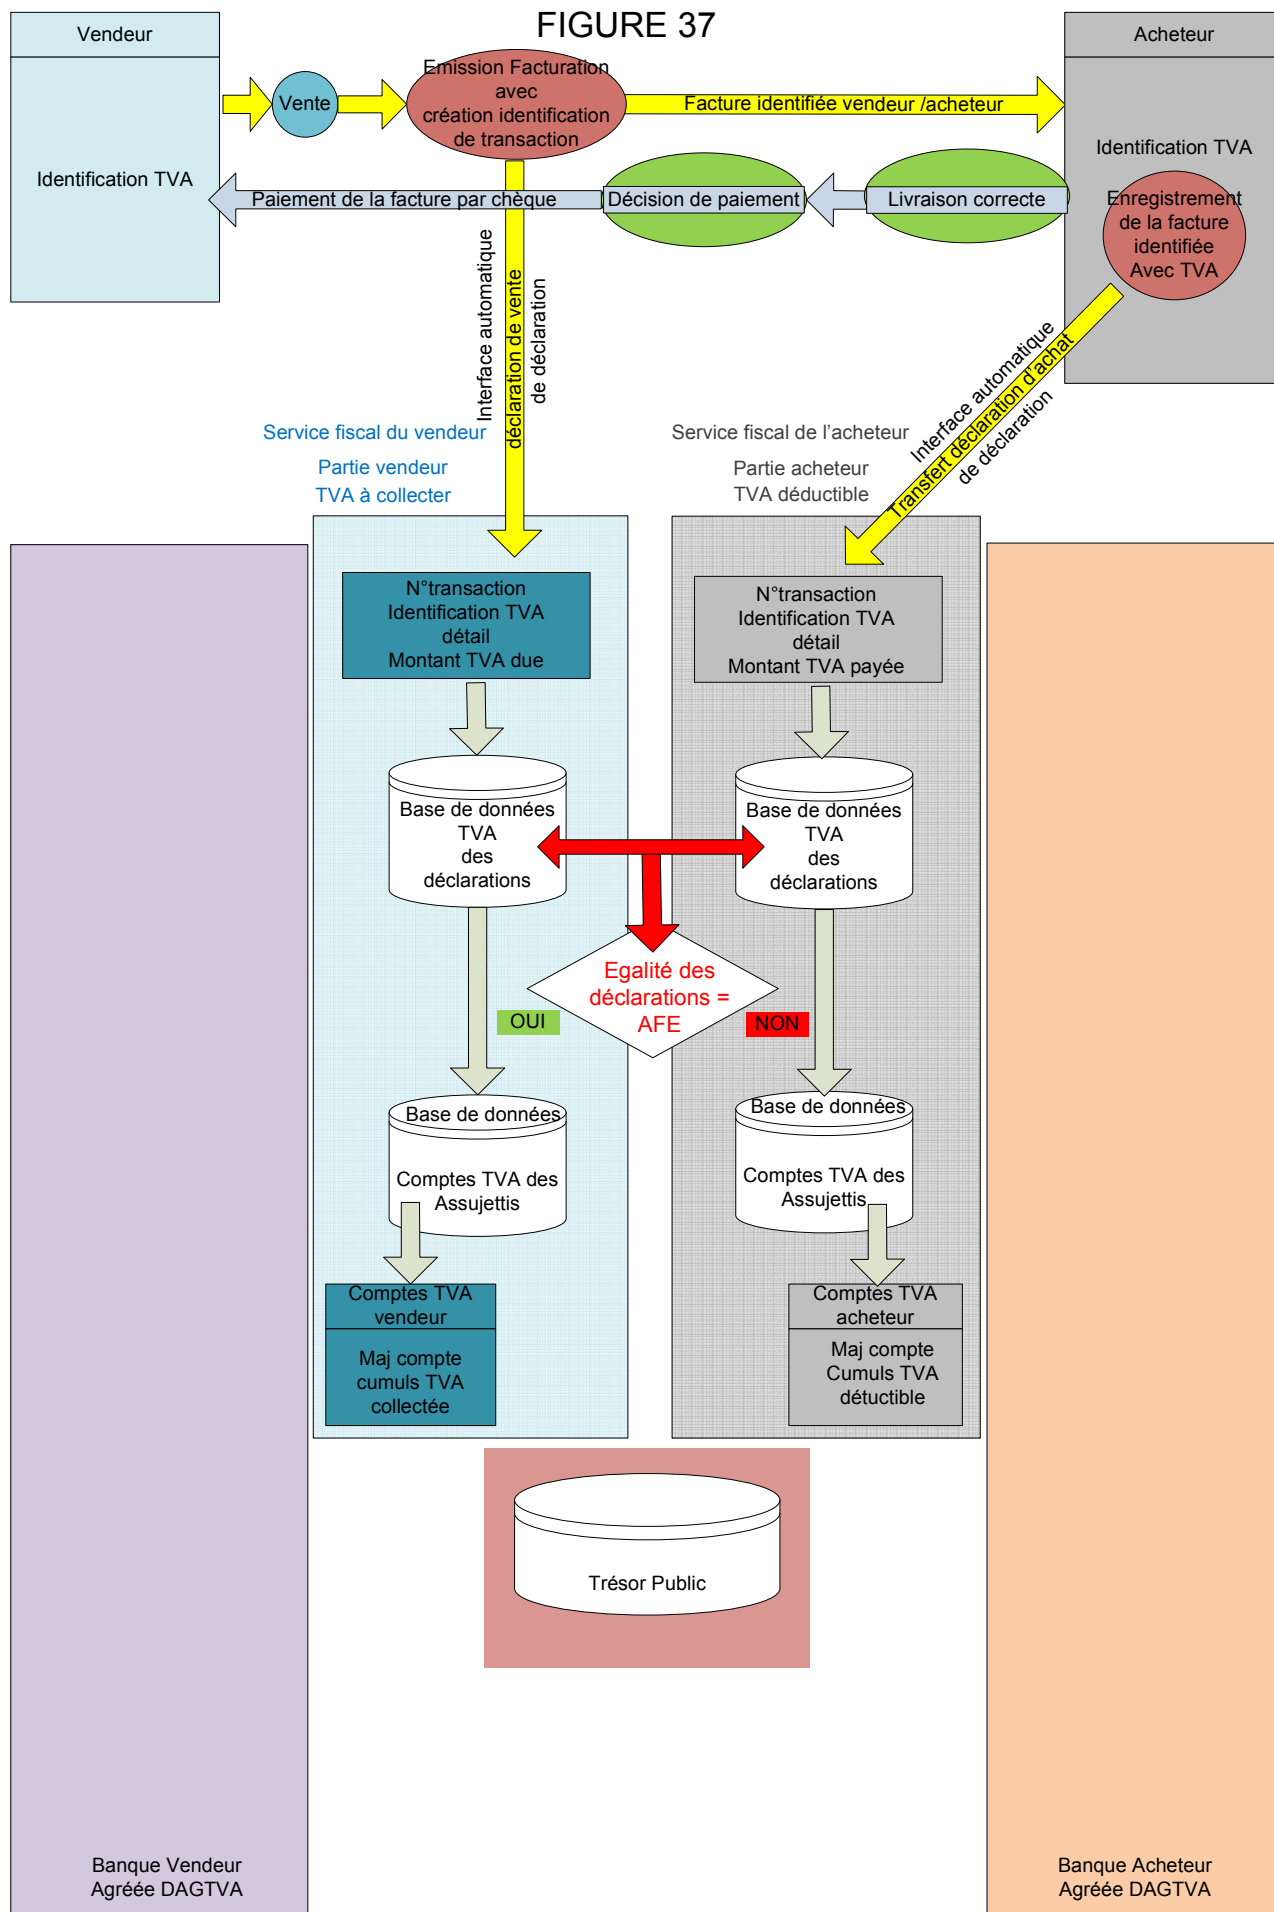 FIGURE 37
Vendeur
Identification TVA
Vente
Emission Facturation
avec
création identification
de transaction
Facture identifiée vendeur /acheteur
Acheteur
Identification TVA
Enregistrement
de la facture
identifiée
Avec TVA
Paiement de la facture par chèque
Décision de paiement
Livraison correcte
Interface automatique
déclaration de vente
de déclaration
Interface automatique
Transfert déclaration d'achat
de déclaration
Service fiscal du vendeur
Partie vendeur
TVA à collecter
Service fiscal de l'acheteur
Partie acheteur
TVA déductible
N°transaction
Identification TVA
détail
Montant TVA due
N°transaction
Identification TVA
détail
Montant TVA payée
Base de données
TVA
des
déclarations
Base de données
TVA
des
déclarations
Egalité des
déclarations =
AFE
OUI
NON
Base de données
Comptes TVA des
Assujettis
Base de données
Comptes TVA des
Assujettis
Comptes TVA
vendeur
Maj compte
cumuls TVA
collectée
Comptes TVA
acheteur
Maj compte
Cumuls TVA
détuctible
Trésor Public
Banque Vendeur
Agréée DAGTVA
Banque Acheteur
Agréée DAGTVA